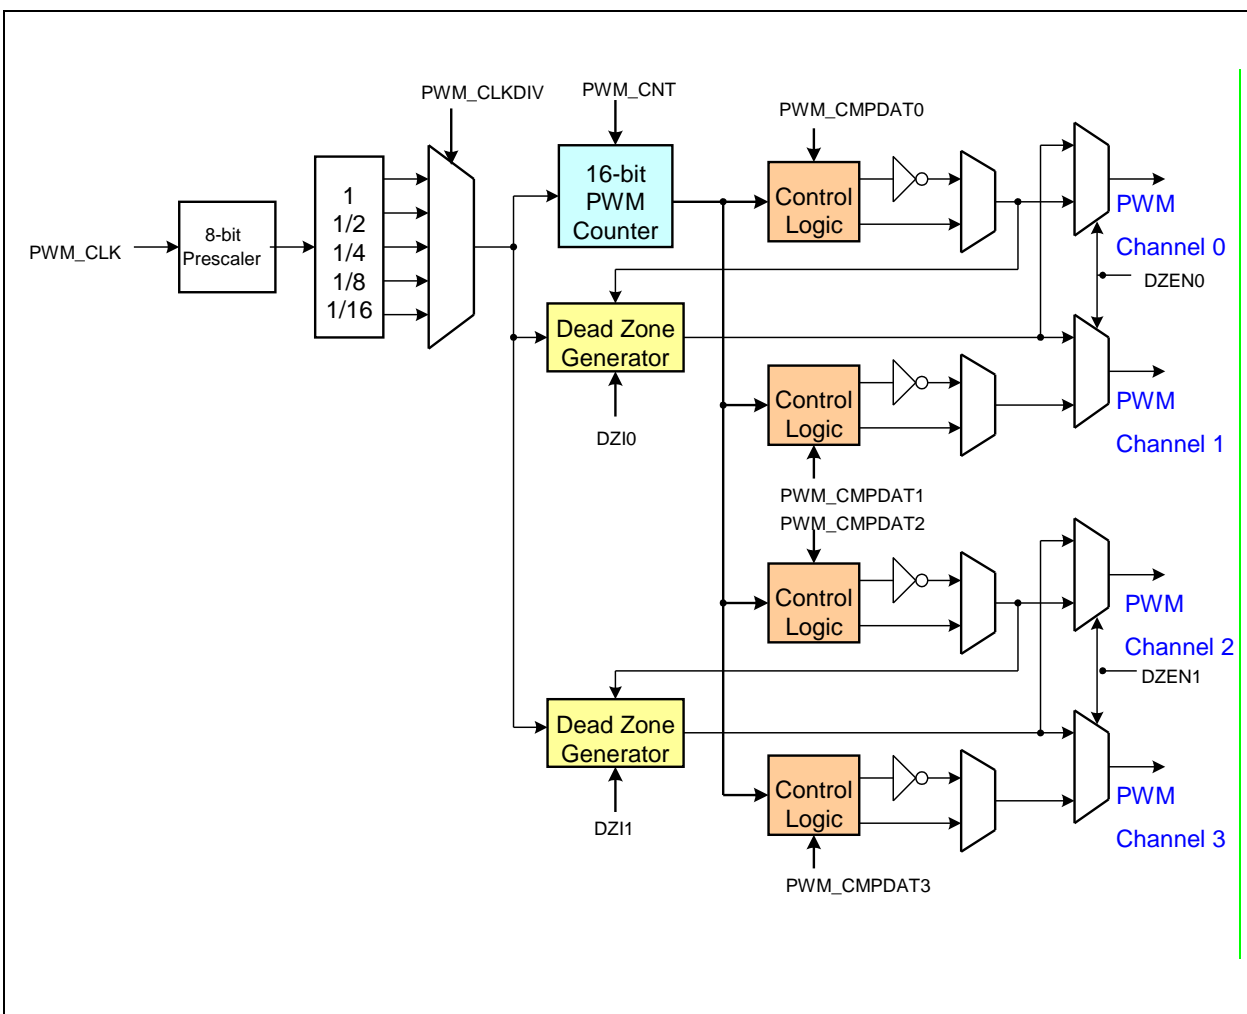 PWM_CLKDIV
PWM_CNT
PWM_CMPDAT0
PWM_CLK
8-bit
Prescaler
1
1/2
1/4
1/8
1/16
16-bit
PWM
Counter
Control
Logic
PWM
Channel 0
DZEN0
Dead Zone
Generator
DZI0
Control
Logic
PWM
Channel 1
PWM_CMPDAT1
PWM_CMPDAT2
Control
Logic
PWM
Channel 2
DZEN1
Dead Zone
Generator
DZI1
Control
Logic
PWM
Channel 3
PWM_CMPDAT3